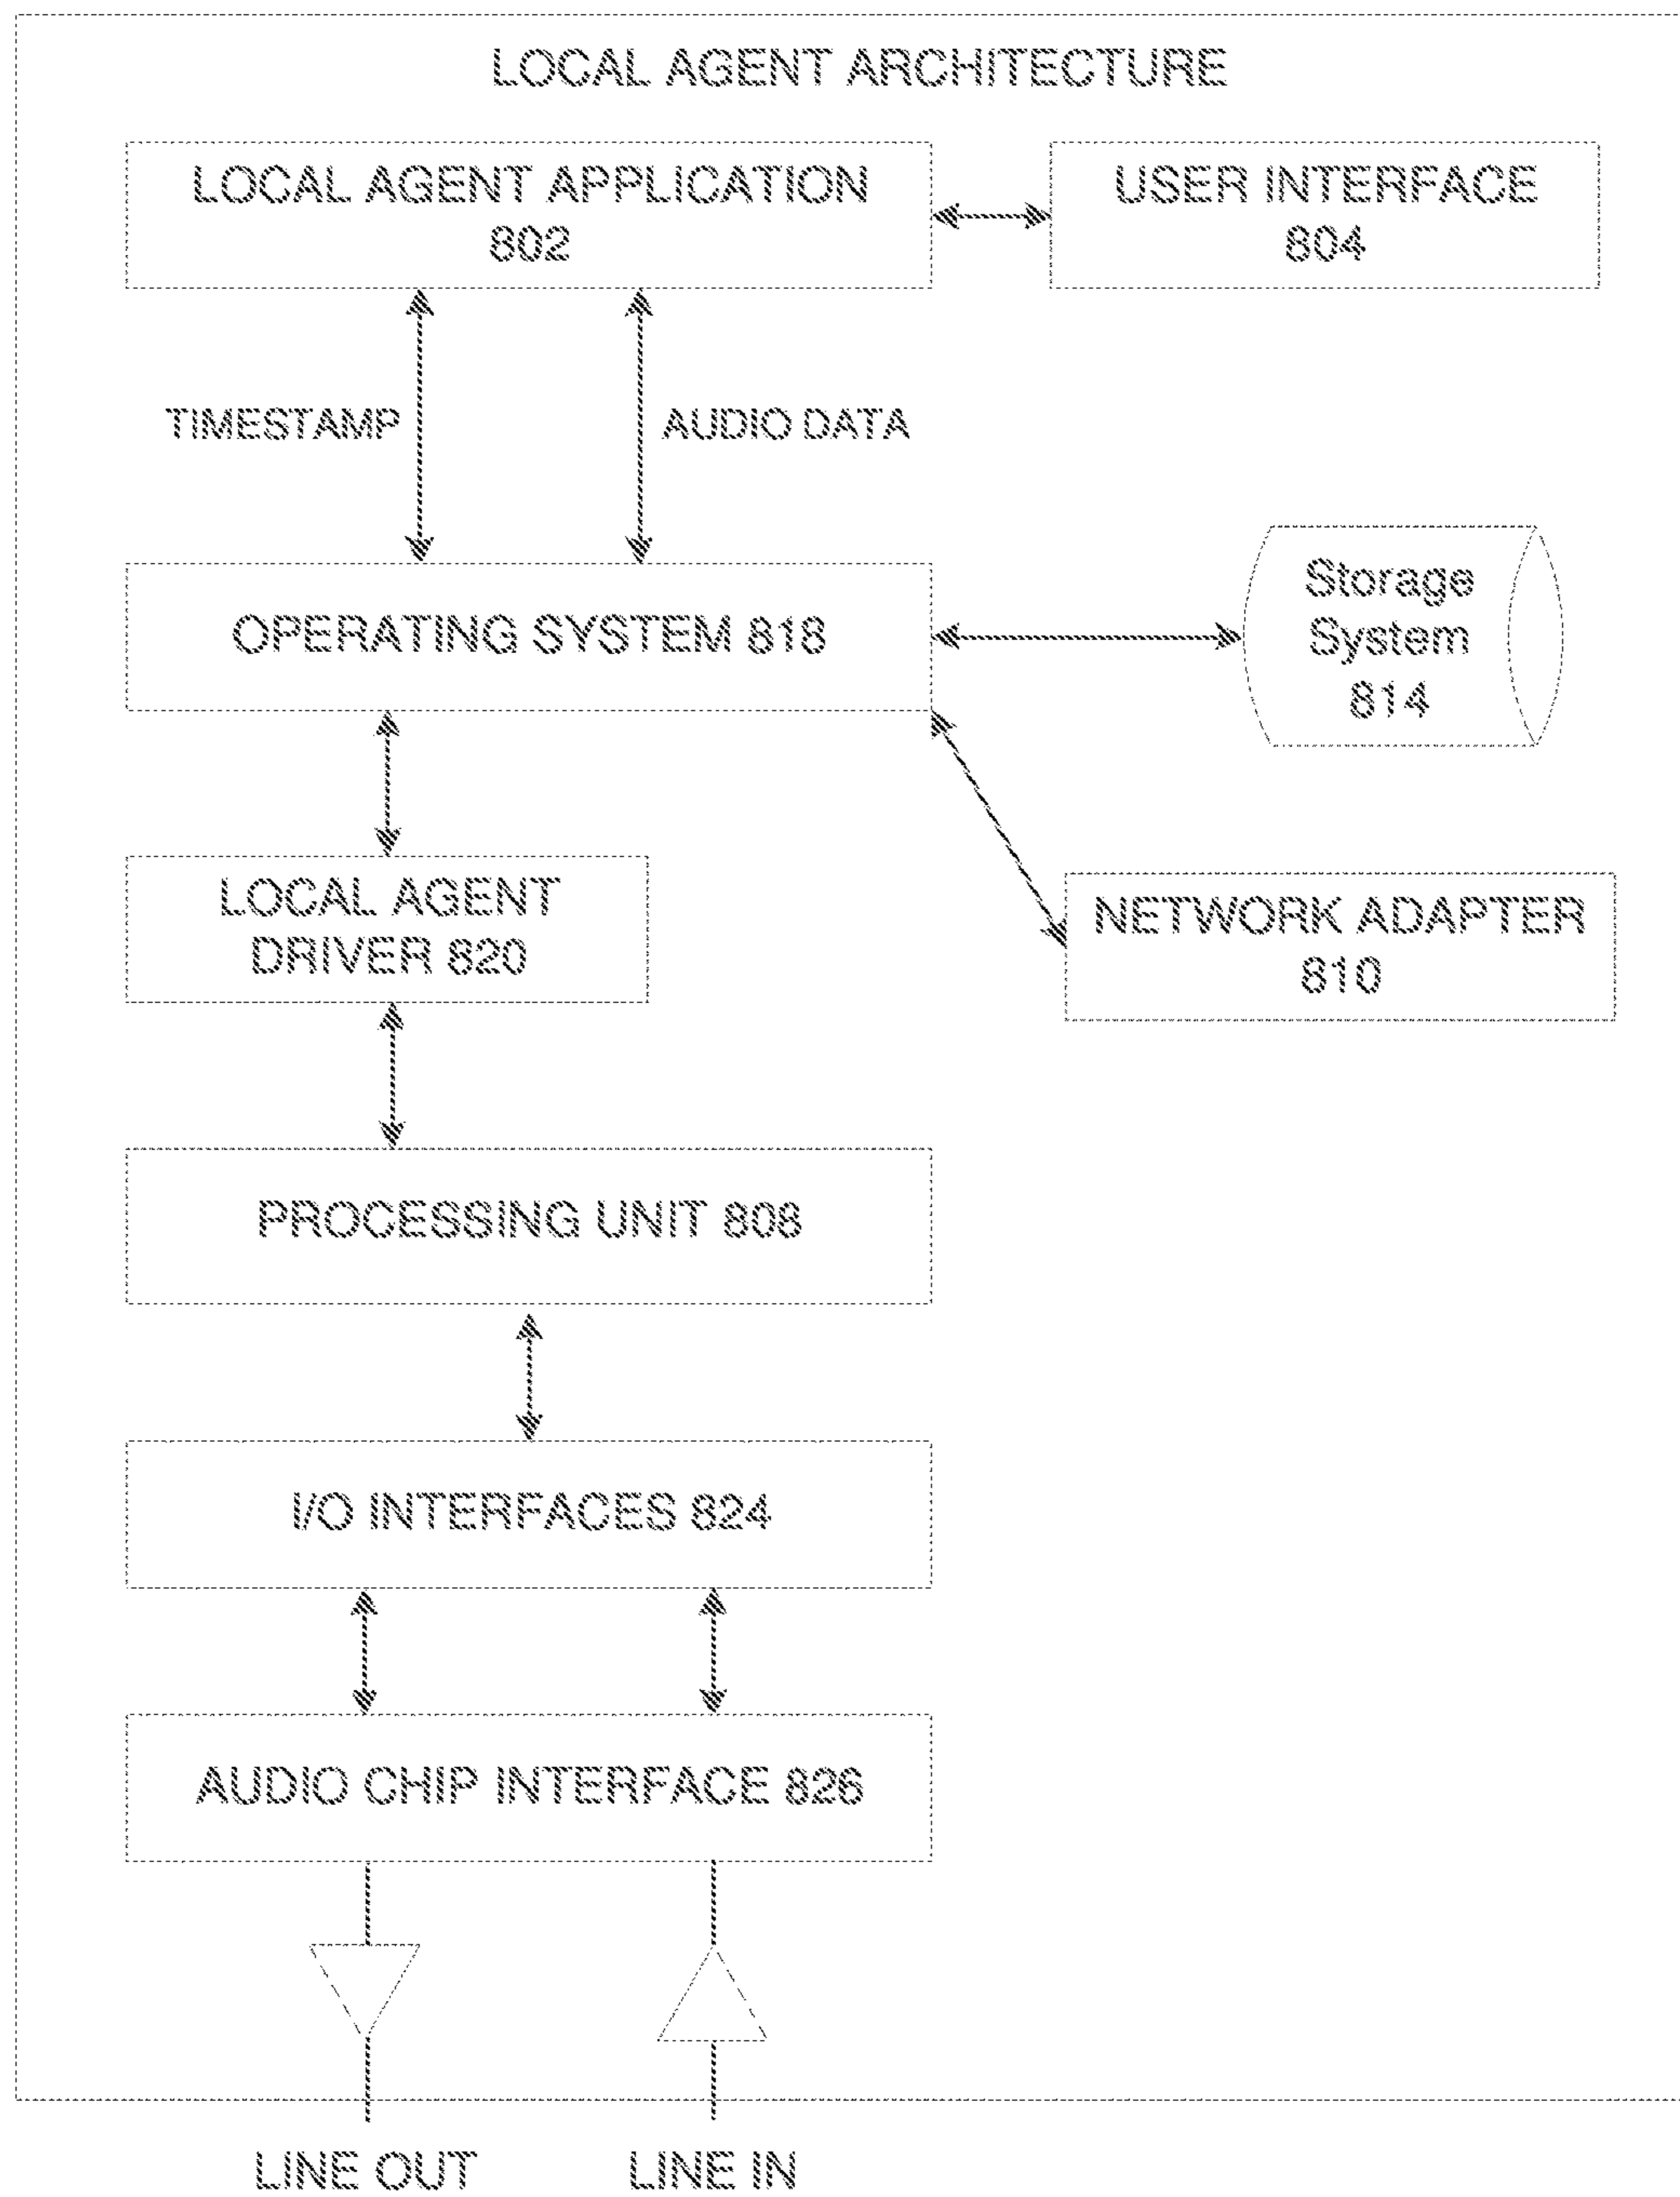 LOCAL AGENT ARCHITECTURE
LOCAL AGENT APPLICATION
802
USER INTERFACE
804
TIMESTAMP
AUDIO DATA
OPERATING SYSTEM 818
Storage
System
814
LOCAL AGENT
DRIVER 820
NETWORK ADAPTER
810
PROCESSING UNIT 808
I/O INTERFACES 824
AUDIO CHIP INTERFACE 826
LINE OUT
LINE IN